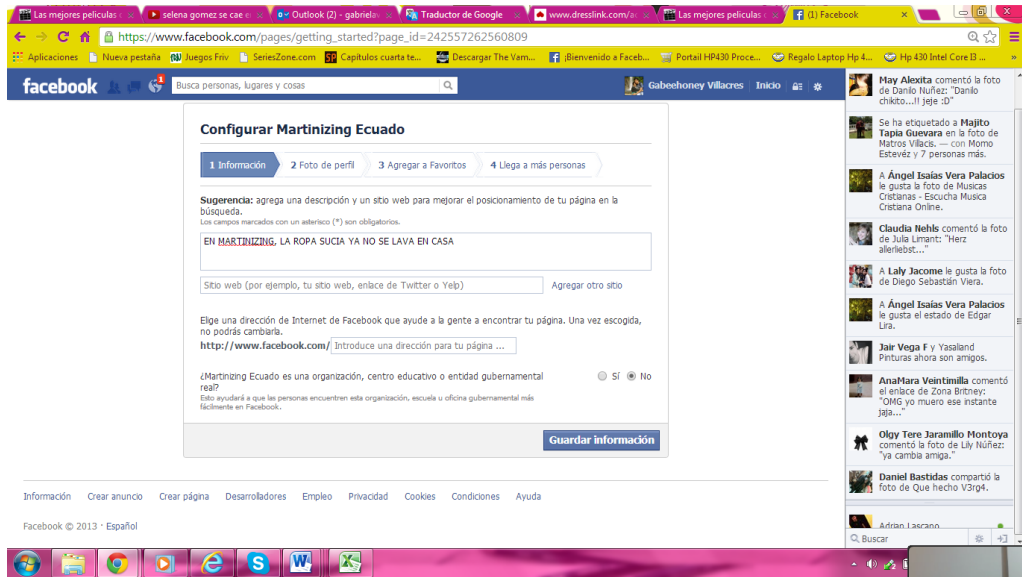 Las mejores peliculas
selena gomez se cae e
Outlook (2) - gabriela
Traductor de Google
www.dresslink.com/ac
Las mejores peliculas
(1) Facebook
https://www.facebook.com/pages/getting_started?page_id=242557262560809
Aplicaciones
Nueva pestaña
Juegos Friv
SeriesZone.com
Capitulos cuarta te...
Descargar The Vam...
¡Bienvenido a Faceb...
Portail HP430 Proce...
Regalo Laptop Hp 4...
Hp 430 Intel Core I3 ...
»
facebook
1
Busca personas, lugares y cosas
Gabeehoney Villacres
Inicio
Configurar Martinizing Ecuado
1 Información
2 Foto de perfil
3 Agregar a Favoritos
4 Llega a más personas
Sugerencia: agrega una descripción y un sitio web para mejorar el posicionamiento de tu página en la
búsqueda.
Los campos marcados con un asterisco (*) son obligatorios.
EN MARTINIZING, LA ROPA SUCIA YA NO SE LAVA EN CASA
Sitio web (por ejemplo, tu sitio web, enlace de Twitter o Yelp)
Agregar otro sitio
Elige una dirección de Internet de Facebook que ayude a la gente a encontrar tu página. Una vez escogida,
no podrás cambiarla.
http://www.facebook.com/ Introduce una dirección para tu página ...
¿Martinizing Ecuado es una organización, centro educativo o entidad gubernamental
real?
Sí
No
Esto ayudará a que las personas encuentren esta organización, escuela u oficina gubernamental más
fácilmente en Facebook.
Guardar información
Información
Crear anuncio
Crear página
Desarrolladores
Empleo
Privacidad
Cookies
Condiciones
Ayuda
Facebook © 2013 · Español
May Alexita comentó la foto
de Danilo Nuñez: "Danilo
chikito...!! jeje :D"
Se ha etiquetado a Majito
Tapia Guevara en la foto de
Matros Vilacis. — con Momo
Estevéz y 7 personas más.
A Ángel Isaías Vera Palacios
le gusta la foto de Musicas
Cristianas - Escucha Musica
Cristiana Online.
Claudia Nehls comentó la foto
de Julia Limant: "Herz
allerliebst..."
A Laly Jacome le gusta la foto
de Diego Sebastián Viera.
A Ángel Isaías Vera Palacios
le gusta el estado de Edgar
Lira.
Jair Vega F y Yasaland
Pinturas ahora son amigos.
AnaMara Veintimilla comentó
el enlace de Zona Britney:
"OMG yo muero ese instante
jaja..."
Olgy Tere Jaramillo Montoya
comentó la foto de Lily Núñez:
"ya cambia amiga."
Daniel Bastidas compartió la
foto de Que hecho V3rg4.
Adrian Lascano
Buscar